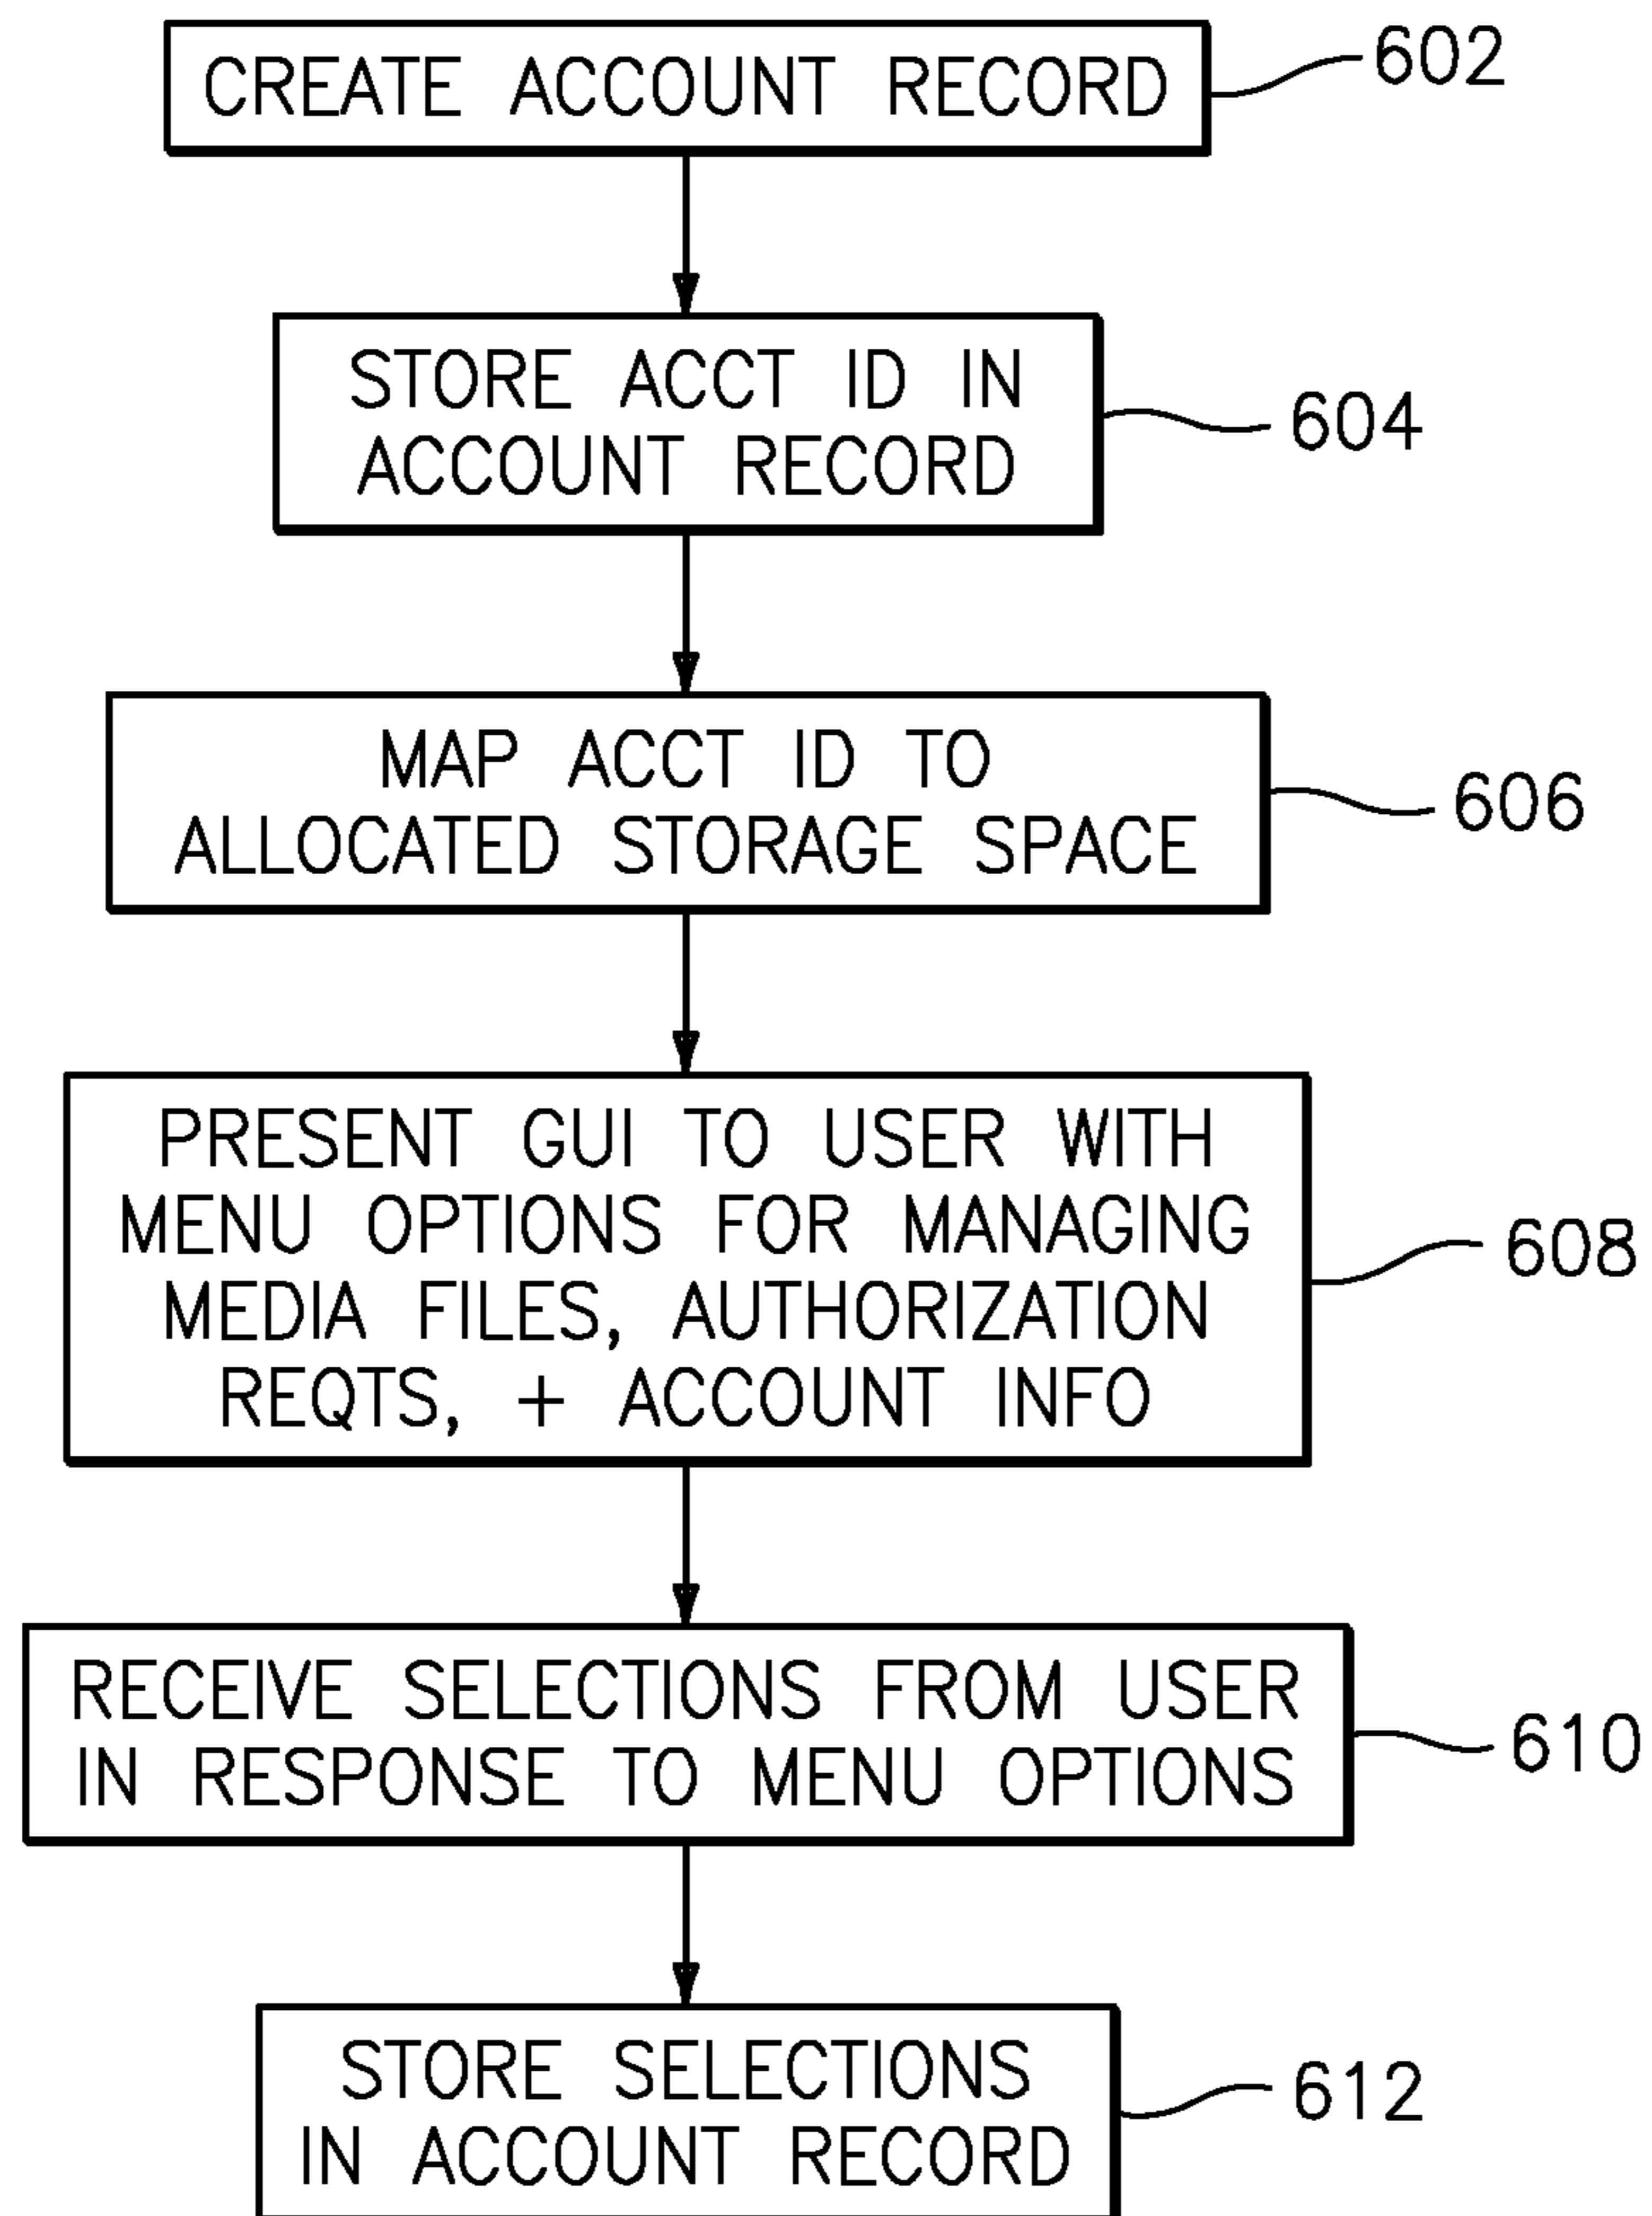 CREATE ACCOUNT RECORD
602
STORE ACCT ID IN
ACCOUNT RECORD
604
MAP ACCT ID TO
ALLOCATED STORAGE SPACE
606
PRESENT GUI TO USER WITH
MENU OPTIONS FOR MANAGING
MEDIA FILES, AUTHORIZATION
REQTS, + ACCOUNT INFO
608
RECEIVE SELECTIONS FROM USER
IN RESPONSE TO MENU OPTIONS
610
STORE SELECTIONS
IN ACCOUNT RECORD
612